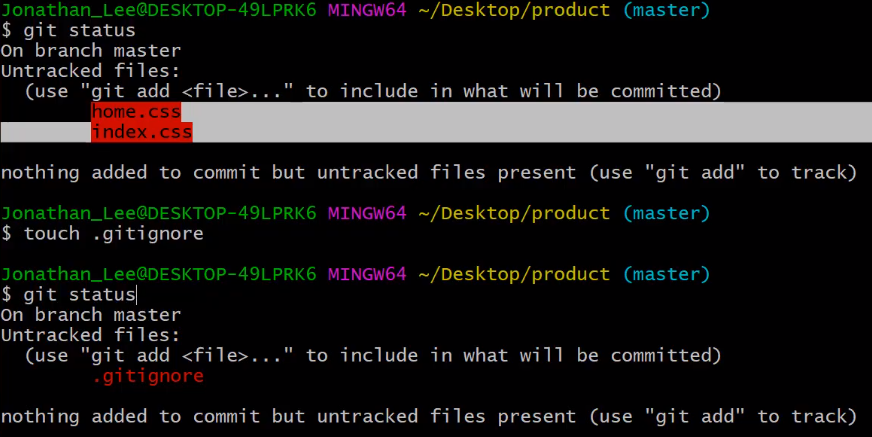 Jonathan_Lee@DESKTOP-49LPRK6 MINGW64 ~/Desktop/product (master)
$ git status
On branch master
Untracked files:
  (use "git add <file>..." to include in what will be committed)
        home.css
        index.css

nothing added to commit but untracked files present (use "git add" to track)

Jonathan_Lee@DESKTOP-49LPRK6 MINGW64 ~/Desktop/product (master)
$ touch .gitignore

Jonathan_Lee@DESKTOP-49LPRK6 MINGW64 ~/Desktop/product (master)
$ git status
On branch master
Untracked files:
  (use "git add <file>..." to include in what will be committed)
        .gitignore

nothing added to commit but untracked files present (use "git add" to track)